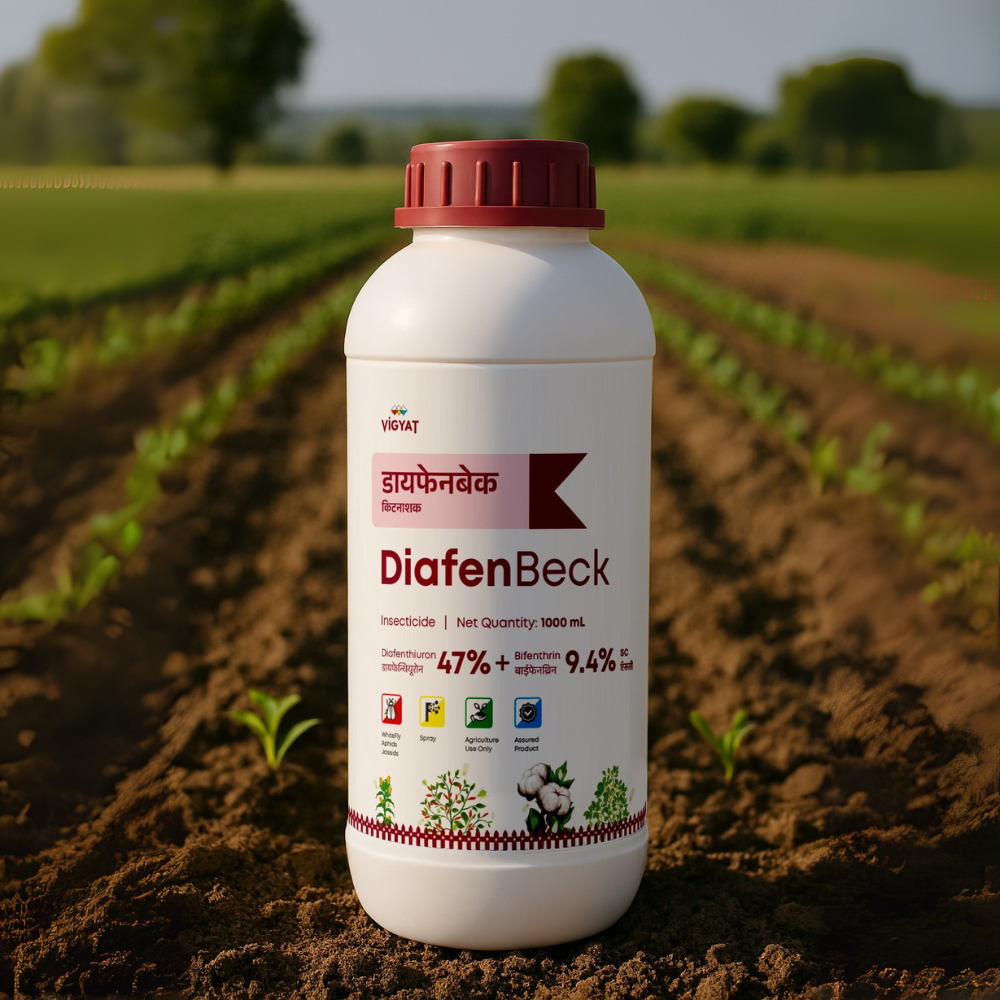 VIGYAT
डायफेनबेक
किटनाशक
DiafenBeck
Insecticide | Net Quantity: 1000 mL
Diafenthiuron 47% + Bifenthrin 9.4% SC
डायफेन्थियूरोन बाईफेनथ्रिन एससी
WhiteFly
Aphids
Jassids
Spray
Agriculture
Use Only
Assured
Product